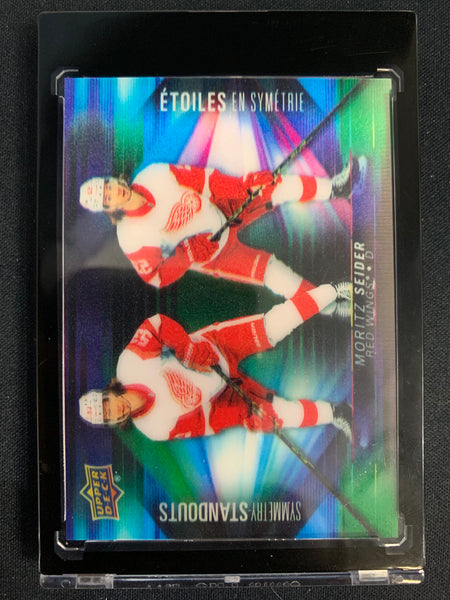 ÉTOILES EN SYMÉTRIE
MORITZ SEIDER
RED WINGS • D
SYMMETRY STANDOUTS
UPPER
DECK